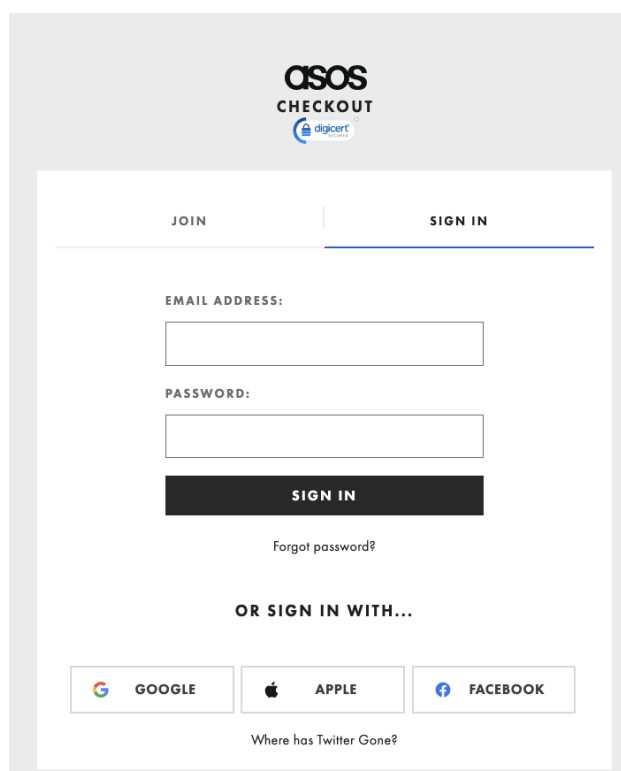 asos
CHECKOUT
digicert
SECURED
JOIN
SIGN IN
EMAIL ADDRESS:
PASSWORD:
SIGN IN
Forgot password?
OR SIGN IN WITH...
GOOGLE
APPLE
FACEBOOK
Where has Twitter Gone?